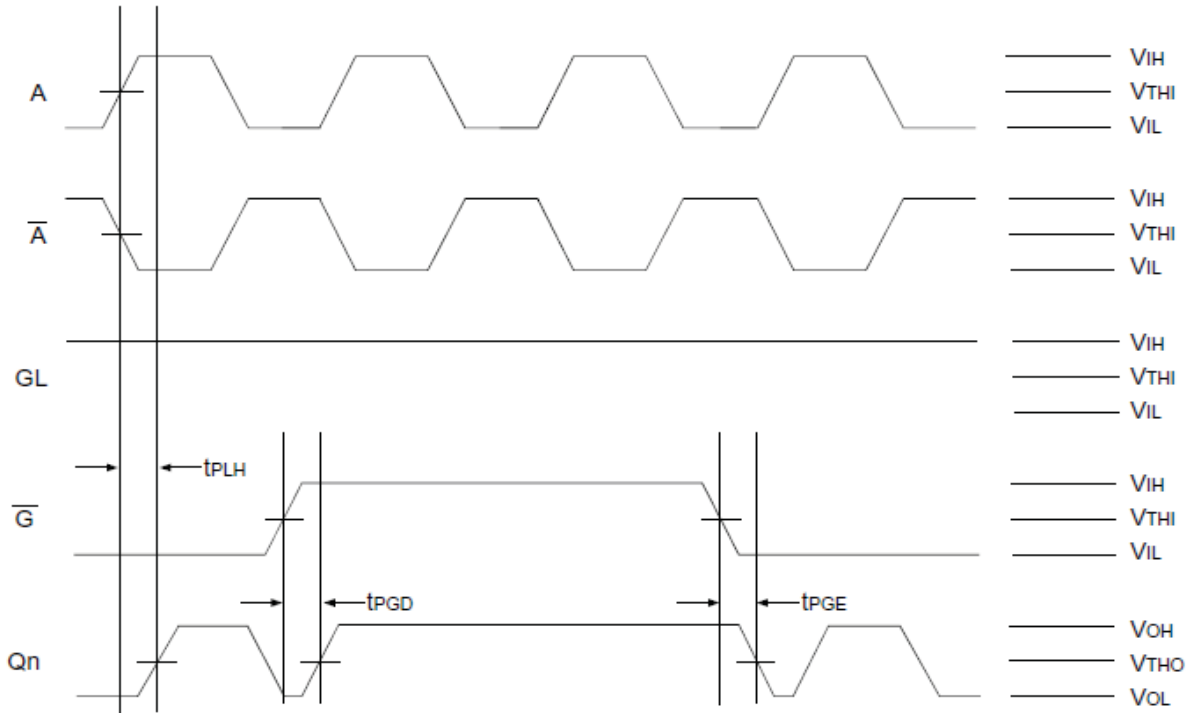 A
VIH
VTHI
VIL
A
VIH
VTHI
VIL
GL
VIH
VTHI
VIL
tPLH
G
VIH
VTHI
VIL
tPGD
tPGE
Qn
VOH
VTHO
VOL